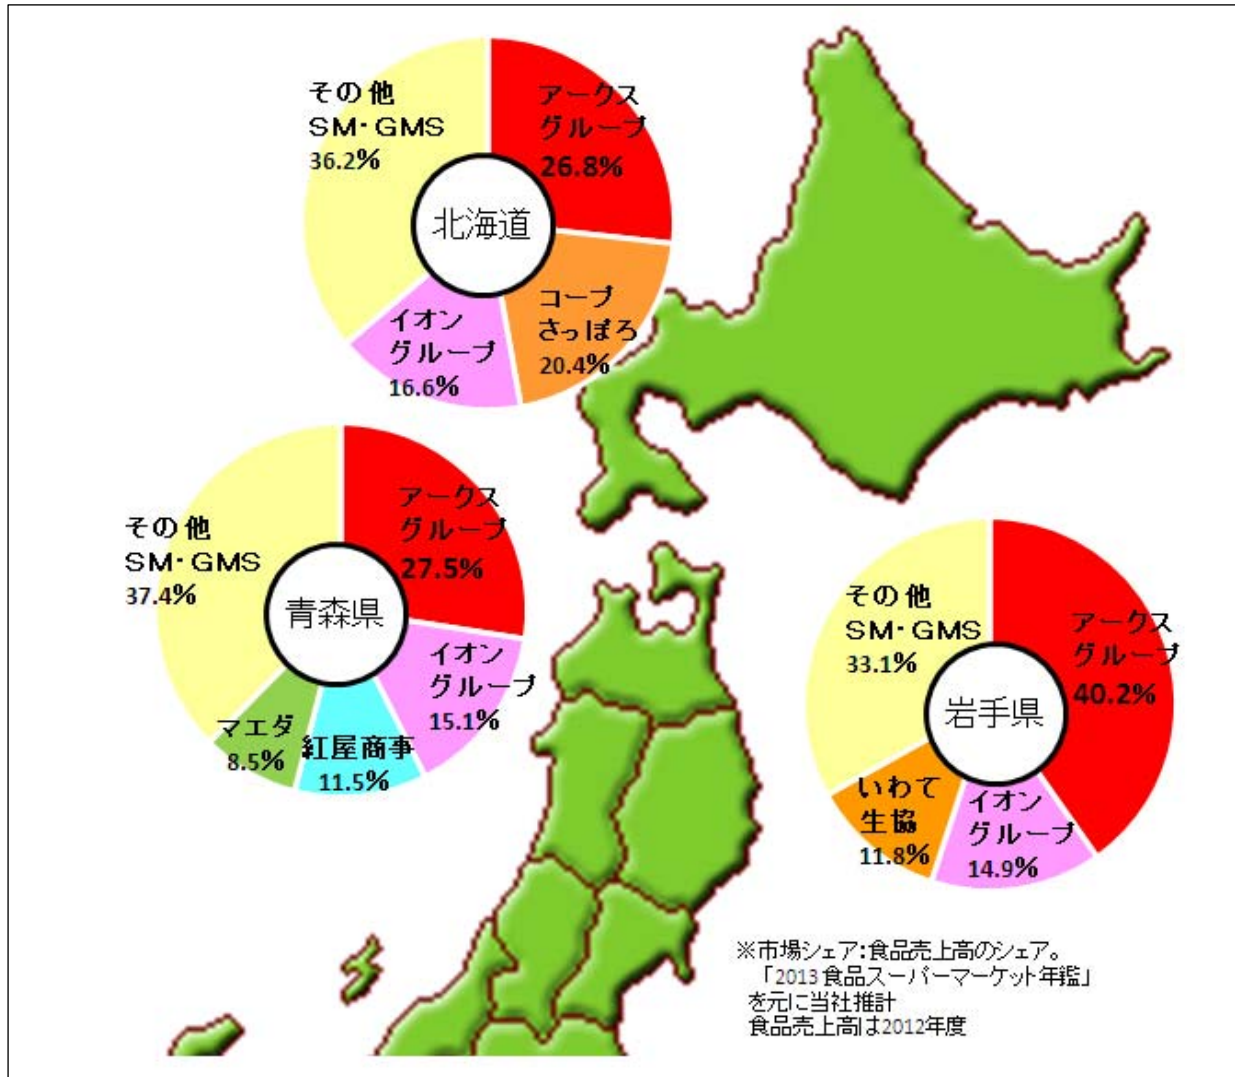 その他
SM・GMS
36.2%
アークス
グループ
26.8%
北海道
コープ
さっぽろ
20.4%
イオン
グループ
16.6%
その他
SM・GMS
37.4%
アークス
グループ
27.5%
青森県
イオン
グループ
15.1%
マエダ
8.5%
紅屋商事
11.5%
その他
SM・GMS
33.1%
アークス
グループ
40.2%
岩手県
いわて
生協
11.8%
イオン
グループ
14.9%
※市場シェア:食品売上高のシェア。
「2013食品スーパーマーケット年鑑」
を元に当社推計
食品売上高は2012年度